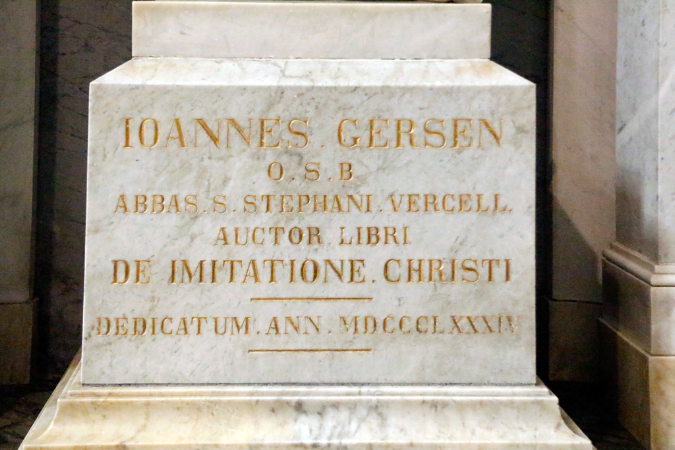 IOANNES . GERSEN
O . S . B
ABBAS . S . STEPHANI . VERCELL .
AUCTOR . LIBRI
DE IMITATIONE . CHRISTI
DEDICATUM . ANN . MDCCCLXXXIV